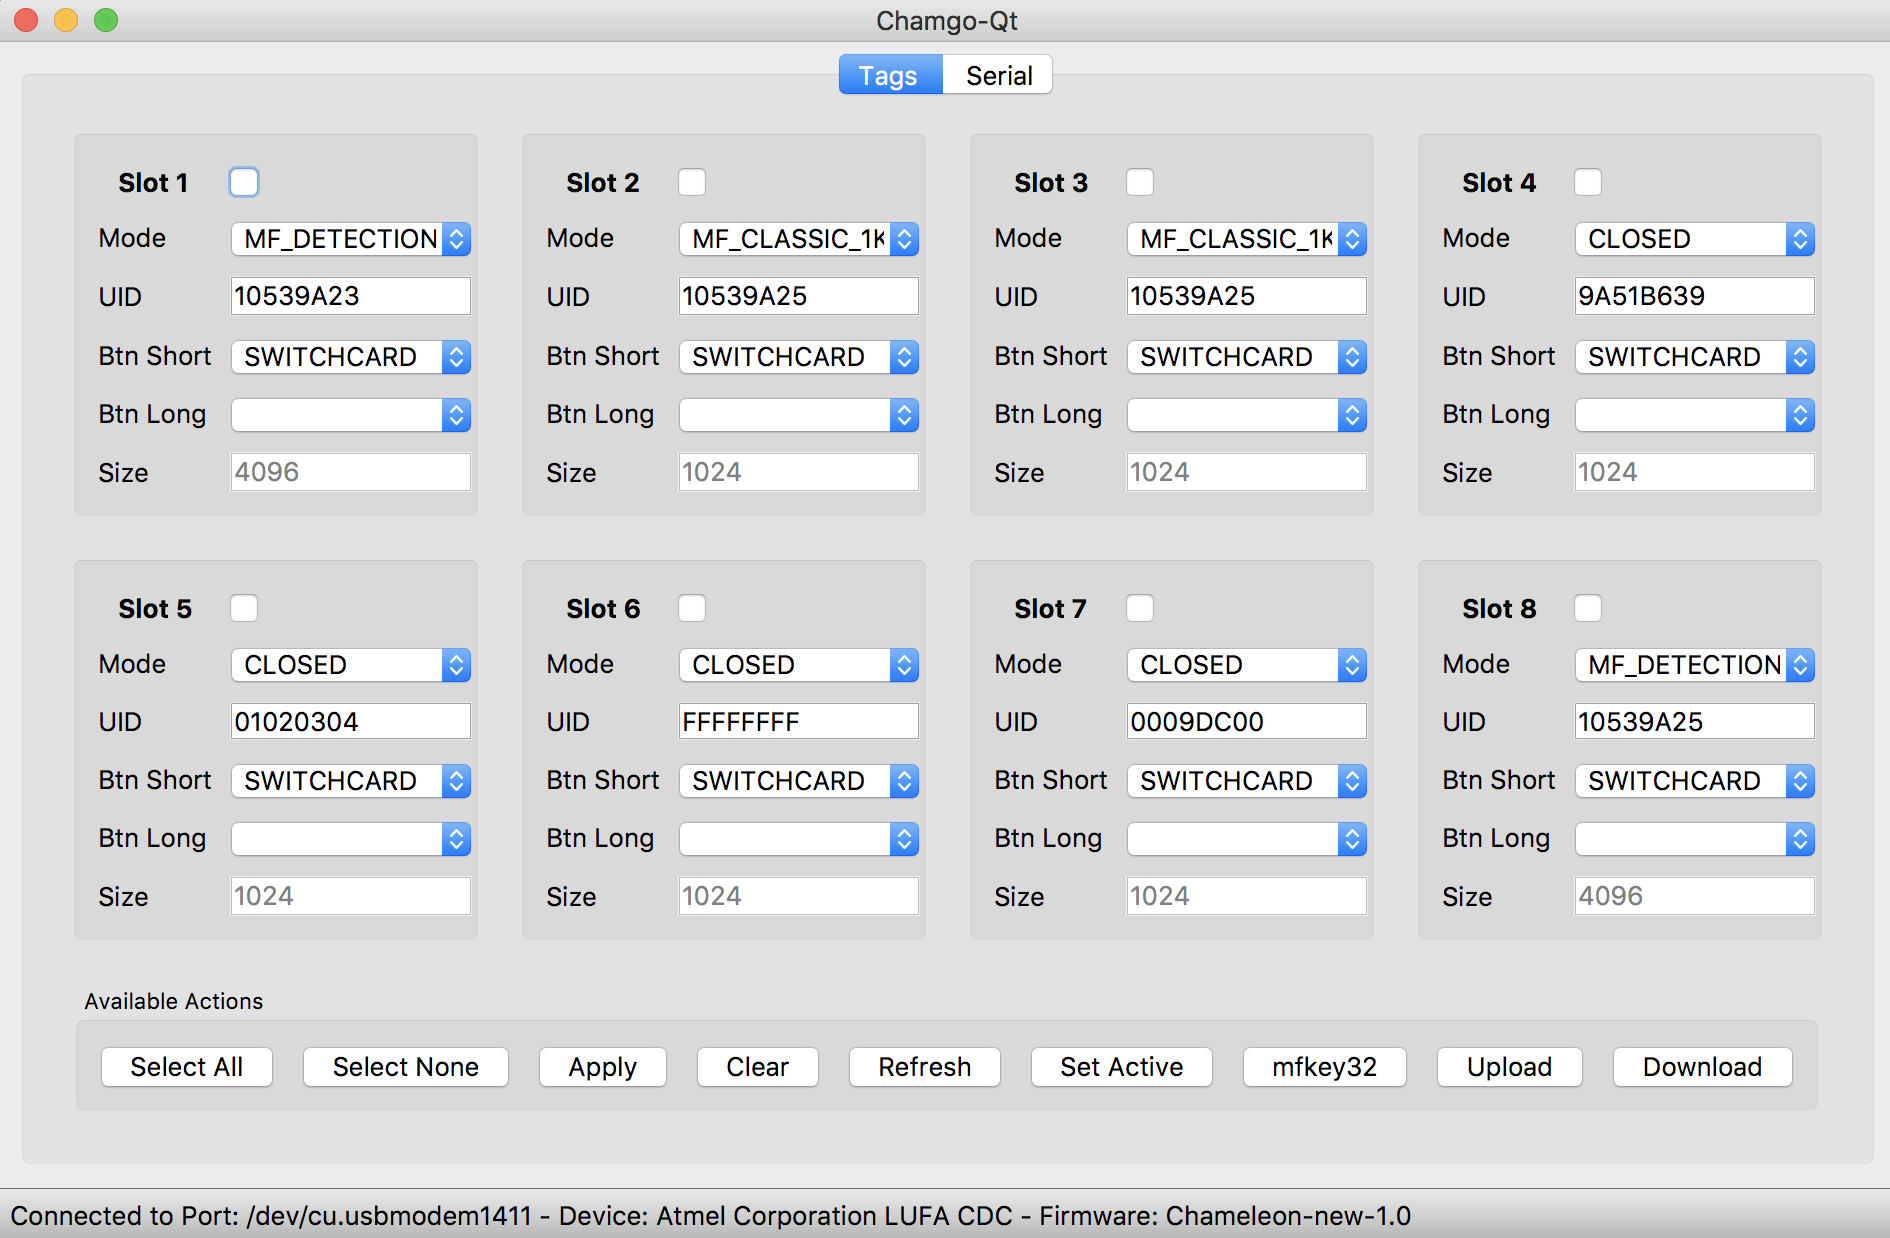 Chamgo-Qt
Tags Serial
Slot 1 Slot 2 Slot 3 Slot 4
Mode MF_DETECTION Mode MF_CLASSIC_1K Mode MF_CLASSIC_1K Mode CLOSED
UID 10539A23 UID 10539A25 UID 10539A25 UID 9A51B639
Btn Short SWITCHCARD Btn Short SWITCHCARD Btn Short SWITCHCARD Btn Short SWITCHCARD
Btn Long Btn Long Btn Long Btn Long
Size 4096 Size 1024 Size 1024 Size 1024
Slot 5 Slot 6 Slot 7 Slot 8
Mode CLOSED Mode CLOSED Mode CLOSED Mode MF_DETECTION
UID 01020304 UID FFFFFFFF UID 0009DC00 UID 10539A25
Btn Short SWITCHCARD Btn Short SWITCHCARD Btn Short SWITCHCARD Btn Short SWITCHCARD
Btn Long Btn Long Btn Long Btn Long
Size 1024 Size 1024 Size 1024 Size 4096
Available Actions
Select All Select None Apply Clear Refresh Set Active mfkey32 Upload Download
Connected to Port: /dev/cu.usbmodem1411 - Device: Atmel Corporation LUFA CDC - Firmware: Chameleon-new-1.0